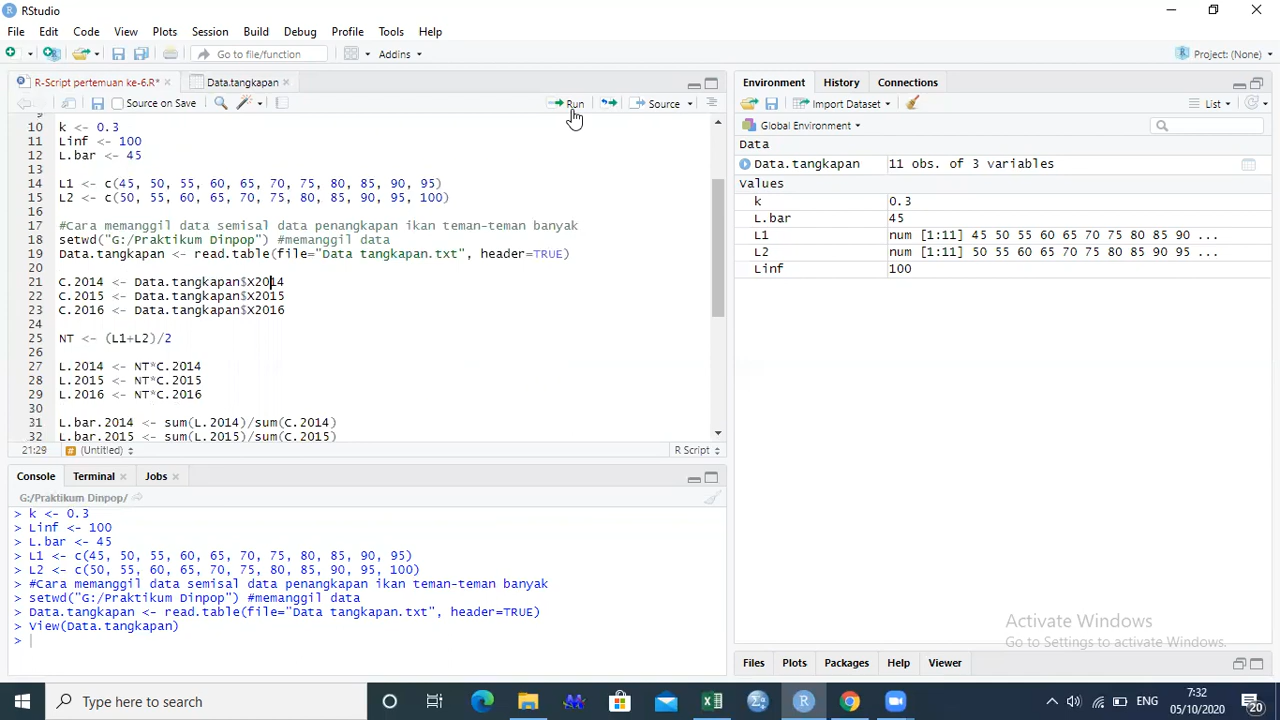 RStudio
File Edit Code View Plots Session Build Debug Profile Tools Help
Go to file/function Addins Project: (None)
R-Script pertemuan ke-6.R* Data.tangkapan
Source on Save Run Source
9
10 k <- 0.3
11 Linf <- 100
12 L.bar <- 45
13
14 L1 <- c(45, 50, 55, 60, 65, 70, 75, 80, 85, 90, 95)
15 L2 <- c(50, 55, 60, 65, 70, 75, 80, 85, 90, 95, 100)
16
17 #Cara memanggil data semisal data penangkapan ikan teman-teman banyak
18 setwd("G:/Praktikum Dinpop") #memanggil data
19 Data.tangkapan <- read.table(file="Data tangkapan.txt", header=TRUE)
20
21 C.2014 <- Data.tangkapan$X2014
22 C.2015 <- Data.tangkapan$X2015
23 C.2016 <- Data.tangkapan$X2016
24
25 NT <- (L1+L2)/2
26
27 L.2014 <- NT*C.2014
28 L.2015 <- NT*C.2015
29 L.2016 <- NT*C.2016
30
31 L.bar.2014 <- sum(L.2014)/sum(C.2014)
32 L.bar.2015 <- sum(L.2015)/sum(C.2015)
21:29 # (Untitled) R Script
Console Terminal Jobs
G:/Praktikum Dinpop/
> k <- 0.3
> Linf <- 100
> L.bar <- 45
> L1 <- c(45, 50, 55, 60, 65, 70, 75, 80, 85, 90, 95)
> L2 <- c(50, 55, 60, 65, 70, 75, 80, 85, 90, 95, 100)
> #Cara memanggil data semisal data penangkapan ikan teman-teman banyak
> setwd("G:/Praktikum Dinpop") #memanggil data
> Data.tangkapan <- read.table(file="Data tangkapan.txt", header=TRUE)
> View(Data.tangkapan)
>
Environment History Connections
Import Dataset List
Global Environment
Data
Data.tangkapan 11 obs. of 3 variables
Values
k 0.3
L.bar 45
L1 num [1:11] 45 50 55 60 65 70 75 80 85 90 ...
L2 num [1:11] 50 55 60 65 70 75 80 85 90 95 ...
Linf 100
Activate Windows
Go to Settings to activate Windows.
Files Plots Packages Help Viewer
Type here to search
R
ENG
7:32
05/10/2020
20